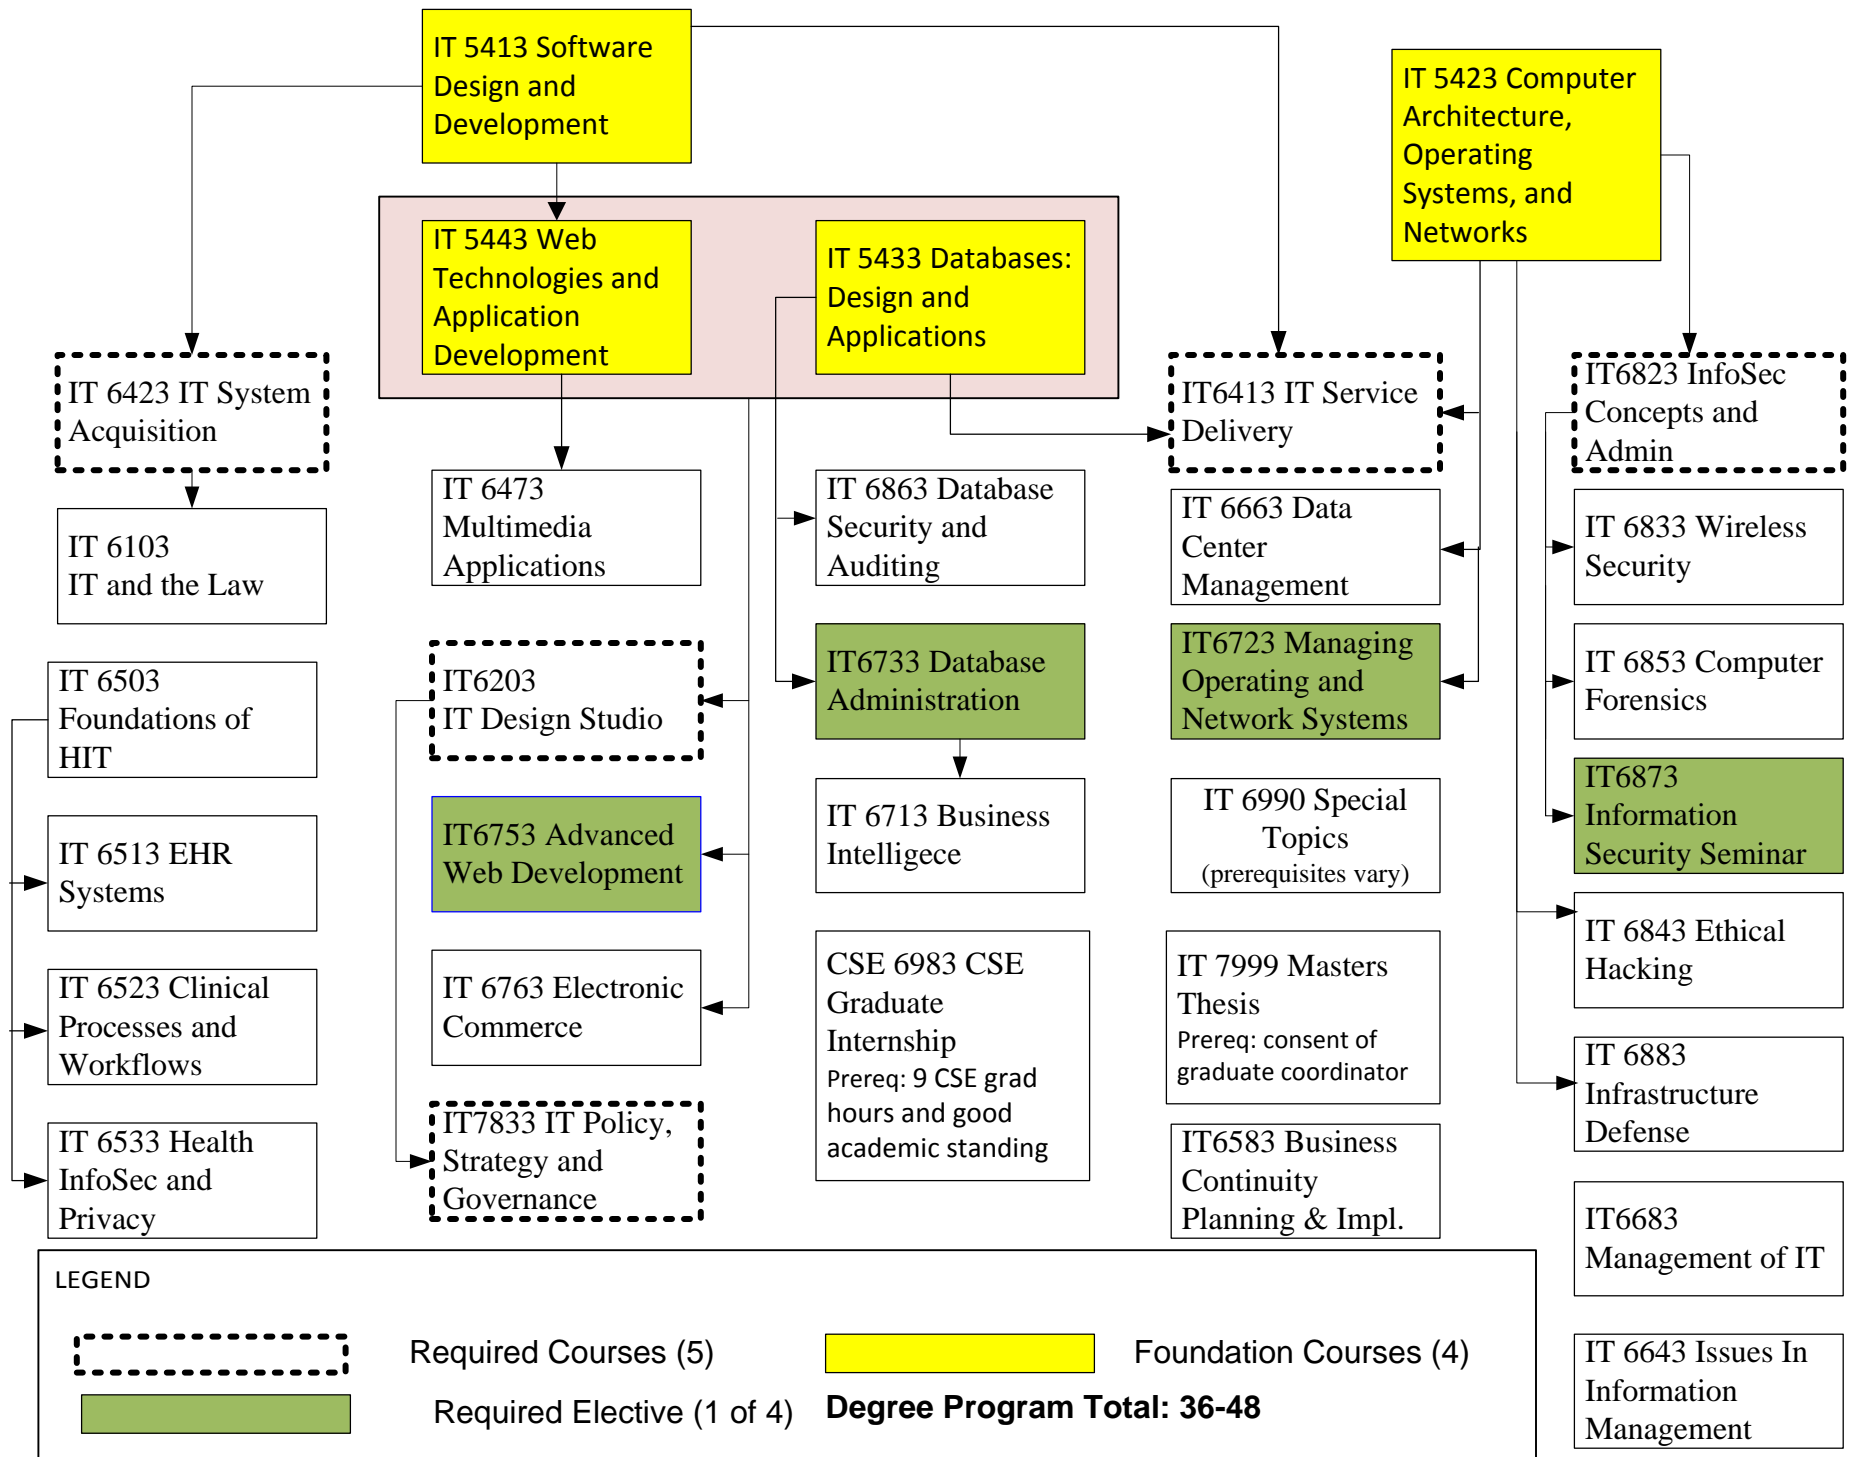 IT 5413 Software
Design and
Development
IT 5423 Computer
Architecture,
Operating
Systems, and
Networks
IT 5443 Web
Technologies and
Application
Development
IT 5433 Databases:
Design and
Applications
IT 6423 IT System
Acquisition
IT6413 IT Service
Delivery
IT6823 InfoSec
Concepts and
Admin
IT 6103
IT and the Law
IT 6473
Multimedia
Applications
IT 6863 Database
Security and
Auditing
IT 6663 Data
Center
Management
IT 6833 Wireless
Security
IT 6503
Foundations of
HIT
IT6203
IT Design Studio
IT6733 Database
Administration
IT6723 Managing
Operating and
Network Systems
IT 6853 Computer
Forensics
IT 6513 EHR
Systems
IT6753 Advanced
Web Development
IT 6713 Business
Intelligece
IT 6990 Special
Topics
(prerequisites vary)
IT6873
Information
Security Seminar
IT 6523 Clinical
Processes and
Workflows
IT 6763 Electronic
Commerce
CSE 6983 CSE
Graduate
Internship
Prereq: 9 CSE grad
hours and good
academic standing
IT 7999 Masters
Thesis
Prereq: consent of
graduate coordinator
IT 6843 Ethical
Hacking
IT 6533 Health
InfoSec and
Privacy
IT7833 IT Policy,
Strategy and
Governance
IT6583 Business
Continuity
Planning & Impl.
IT 6883
Infrastructure
Defense
IT6683
Management of IT
IT 6643 Issues In
Information
Management
LEGEND
Required Courses (5)
Foundation Courses (4)
Required Elective (1 of 4)
Degree Program Total: 36-48